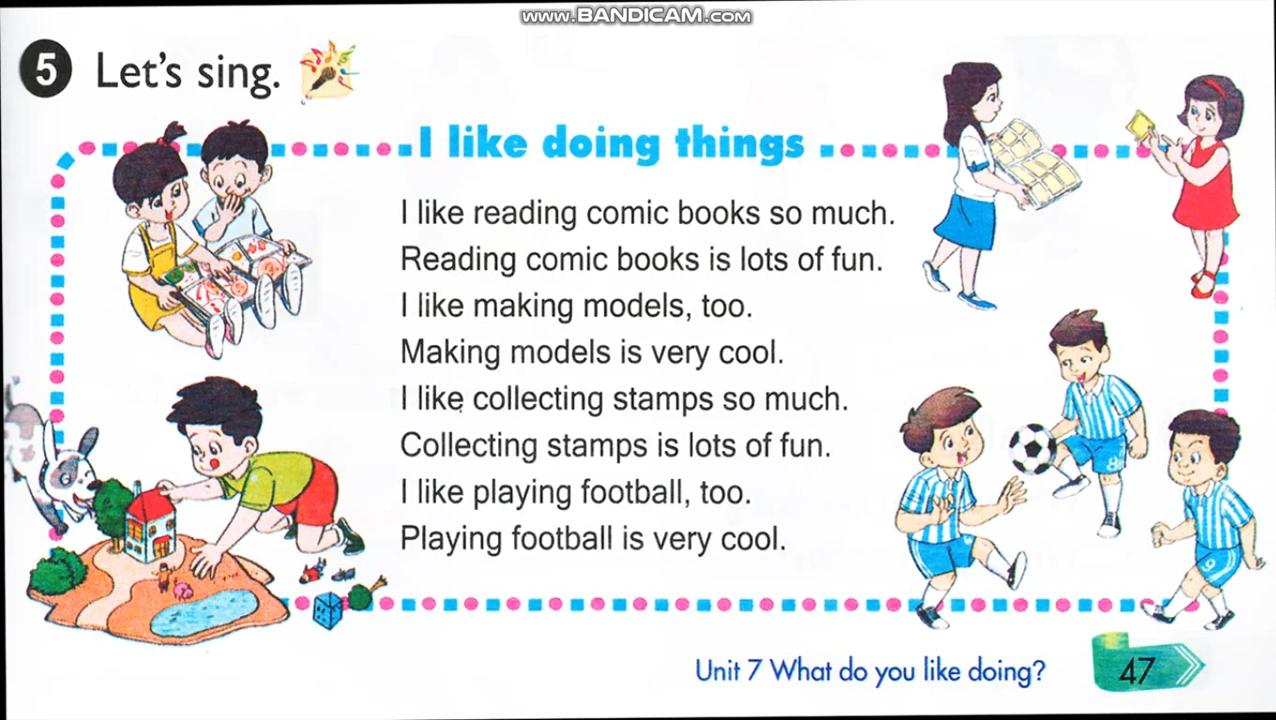 www.BANDICAM.com
5 Let's sing.
I like doing things
I like reading comic books so much.
Reading comic books is lots of fun.
I like making models, too.
Making models is very cool.
I like collecting stamps so much.
Collecting stamps is lots of fun.
I like playing football, too.
Playing football is very cool.
8
9
Unit 7 What do you like doing?
47